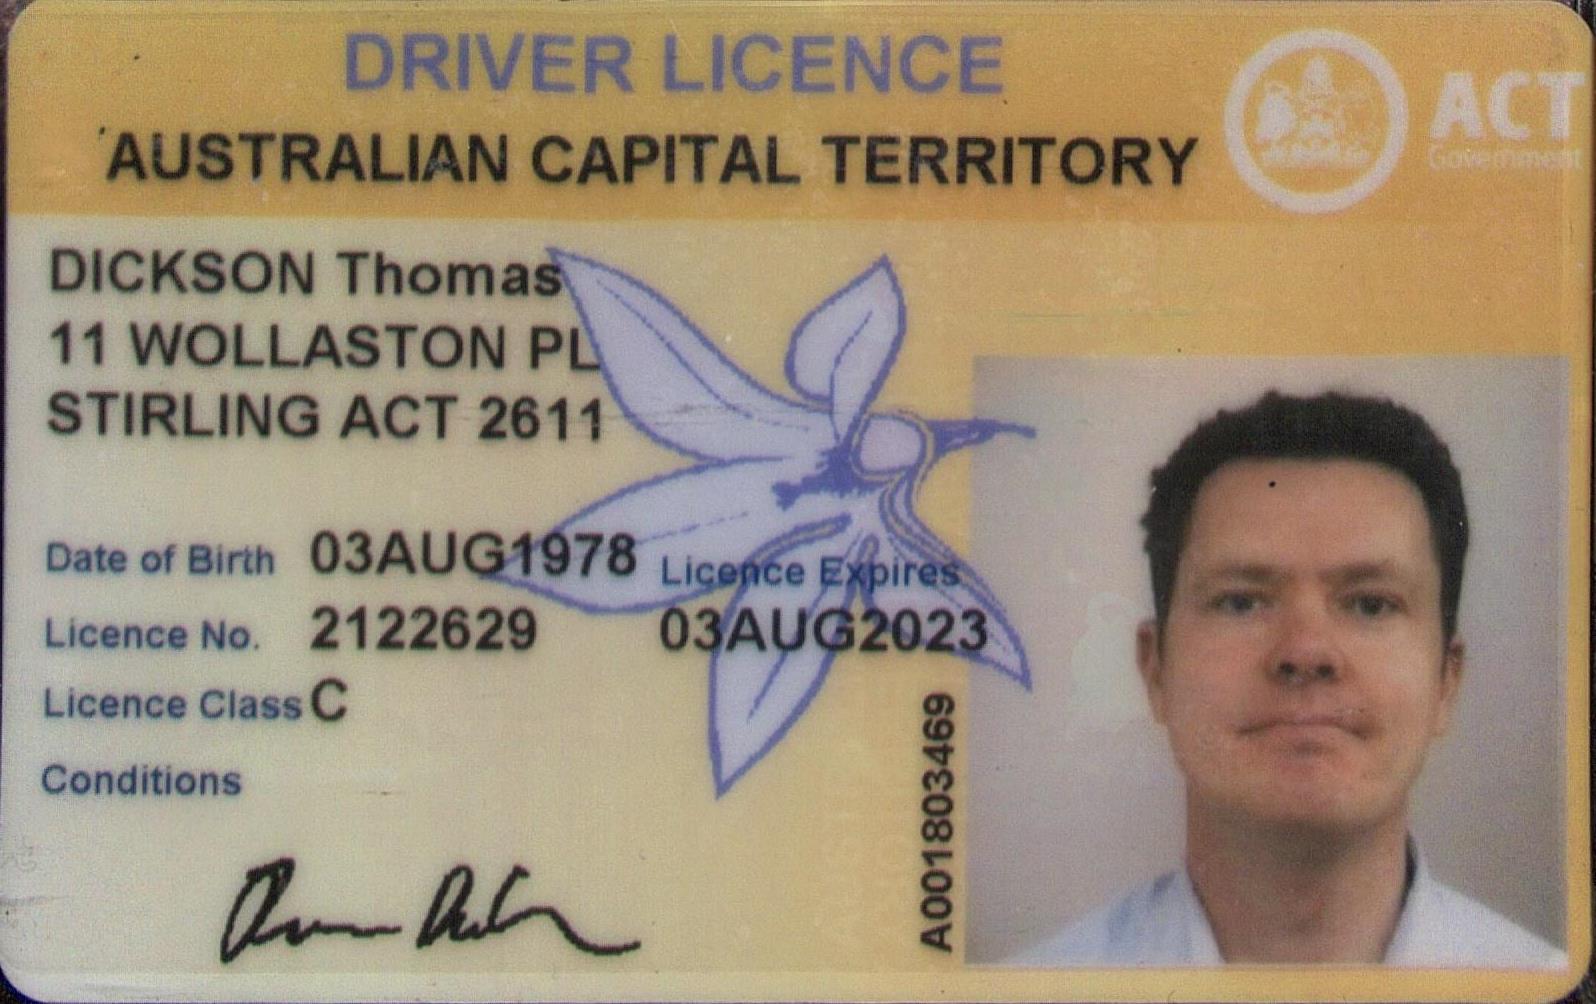 DRIVER LICENCE
AUSTRALIAN CAPITAL TERRITORY
ACT
Government
DICKSON Thomas
11 WOLLASTON PL
STIRLING ACT 2611
Date of Birth 03AUG1978
Licence Expires
Licence No. 2122629
03AUG2023
Licence Class C
Conditions
A001803469